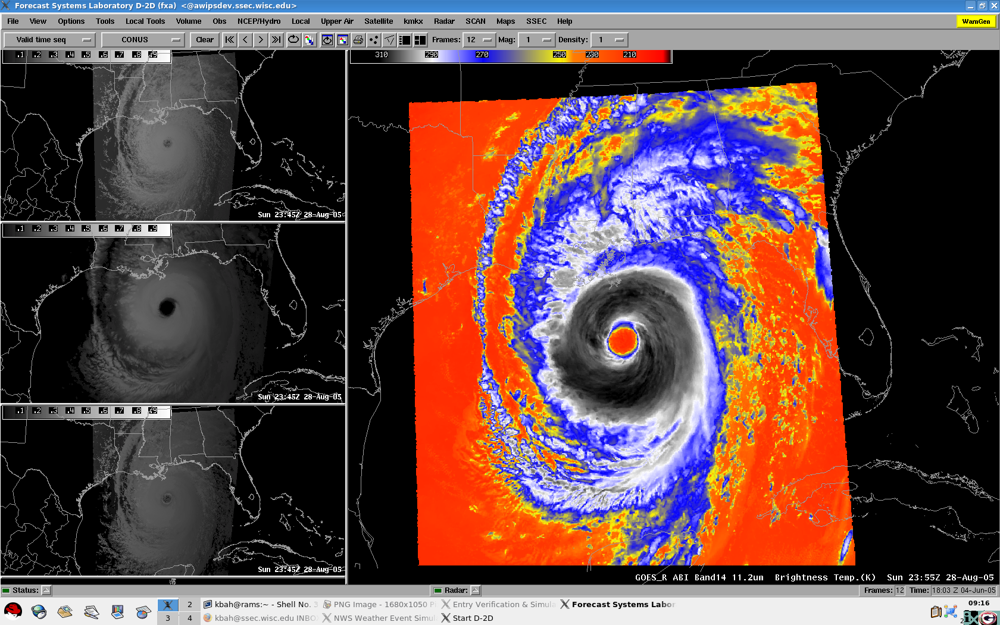 Forecast Systems Laboratory D-2D (fxa) <@awipsdev.ssec.wisc.edu>
File View Options Tools Local Tools Volume Obs NCEP/Hydro Local Upper Air Satellite kmkx Radar SCAN Maps SSEC Help WarnGen
Valid time seq CONUS Clear Frames: 12 Mag: 1 Density: 1
.1 .2 .3 .4 .5 .6 .7 .8 .9
Sun 23:45Z 28-Aug-05
.1 .2 .3 .4 .5 .6 .7 .8 .9
Sun 23:45Z 28-Aug-05
.1 .2 .3 .4 .5 .6 .7 .8 .9
Sun 23:45Z 28-Aug-05
310 290 270 250 230 210
GOES_R ABI Band14 11.2um Brightness Temp.(K) Sun 23:55Z 28-Aug-05
Status: Radar: Frames: 12 Time: 18:03 Z 04-Jun-05
1 2 kbah@rams:~ - Shell No. 3 PNG Image - 1680x1050 P Entry Verification & Simula Forecast Systems Labor
3 4 kbah@ssec.wisc.edu INBO NWS Weather Event Simul Start D-2D
09:16